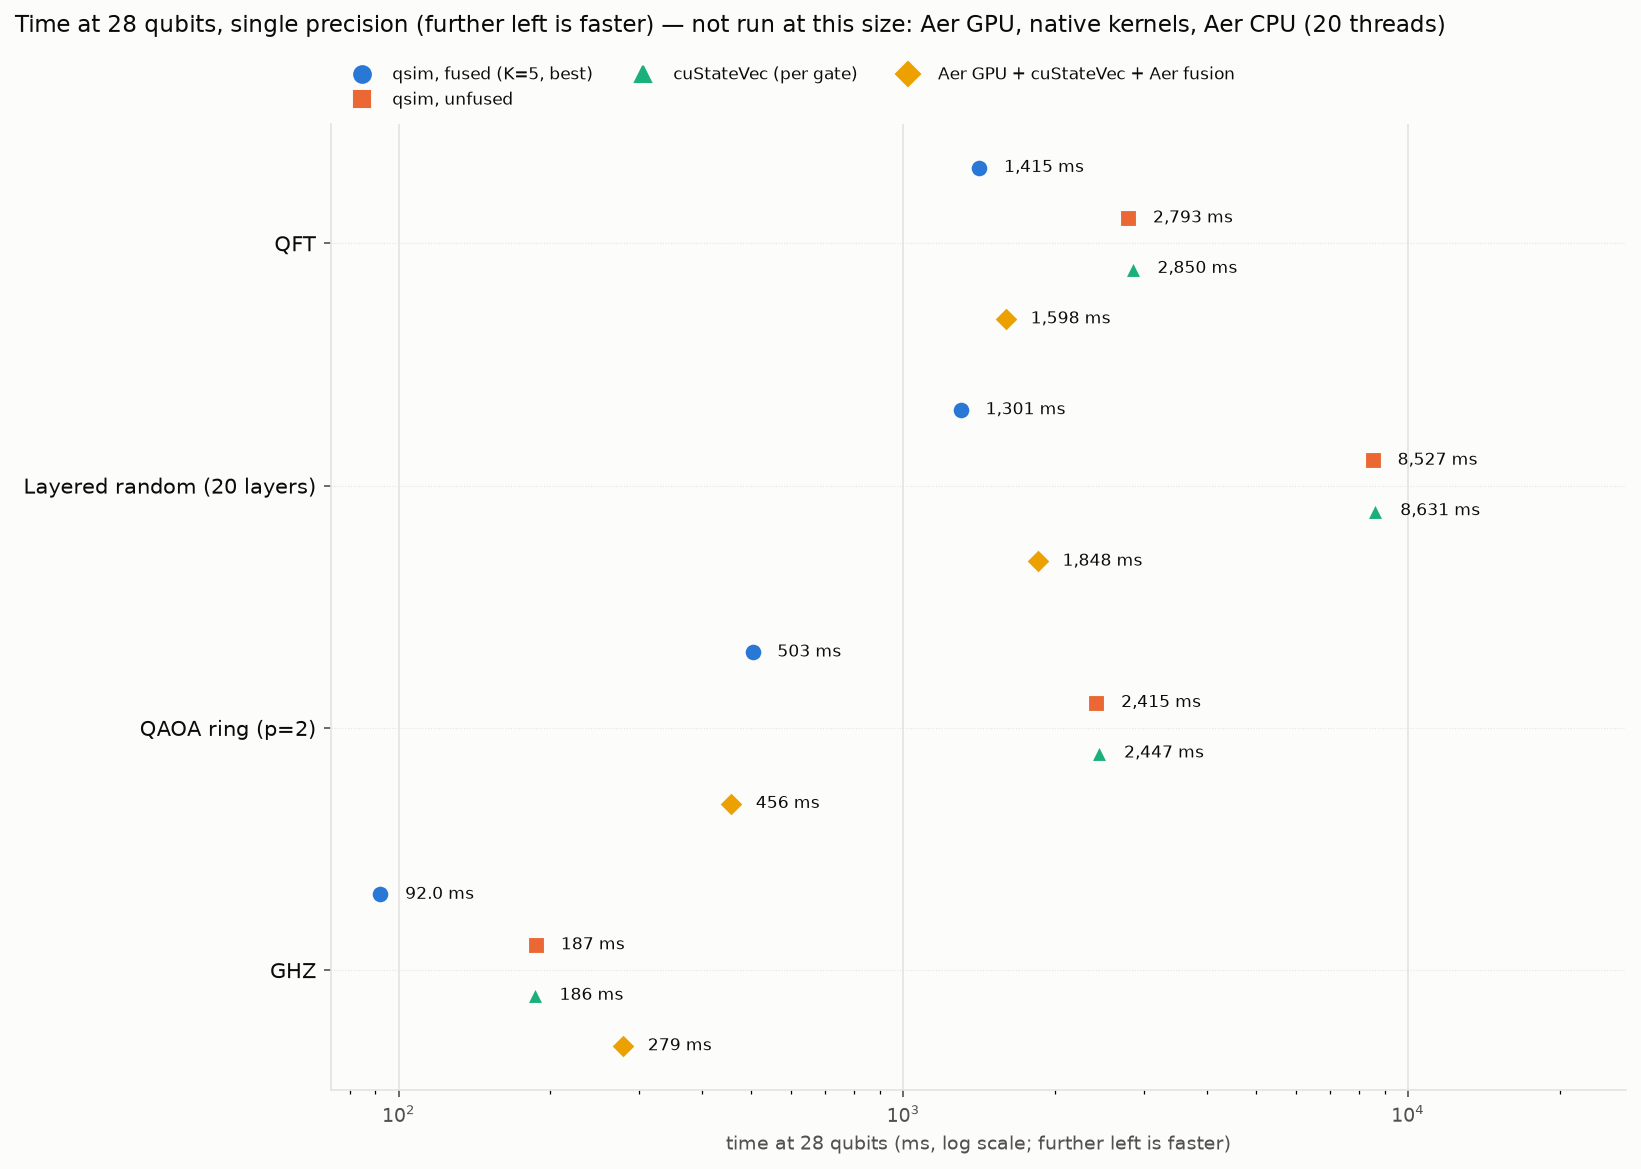 Time at 28 qubits, single precision (further left is faster) — not run at this size: Aer GPU, native kernels, Aer CPU (20 threads)
qsim, fused (K=5, best)
cuStateVec (per gate)
Aer GPU + cuStateVec + Aer fusion
qsim, unfused
1,415 ms
2,793 ms
QFT
2,850 ms
1,598 ms
1,301 ms
8,527 ms
Layered random (20 layers)
8,631 ms
1,848 ms
503 ms
2,415 ms
QAOA ring (p=2)
2,447 ms
456 ms
92.0 ms
187 ms
GHZ
186 ms
279 ms
10²
10³
10⁴
time at 28 qubits (ms, log scale; further left is faster)